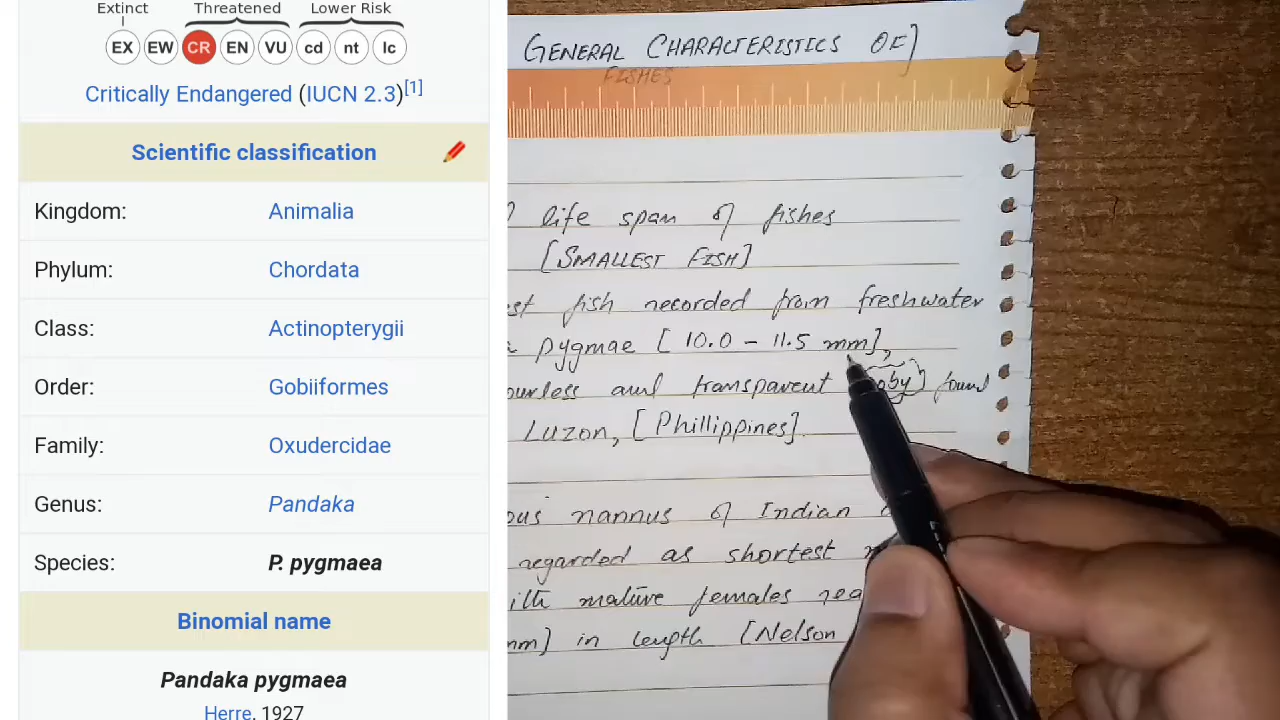 Extinct Threatened Lower Risk
EX EW CR EN VU cd nt lc
Critically Endangered (IUCN 2.3)[1]
Scientific classification
Kingdom: Animalia
Phylum: Chordata
Class: Actinopterygii
Order: Gobiiformes
Family: Oxudercidae
Genus: Pandaka
Species: P. pygmaea
Binomial name
Pandaka pygmaea
Herre, 1927
GENERAL CHARACTERISTICS OF]
FISHES
life span of fishes
[SMALLEST FISH]
fish recorded from freshwater
pygmae [10.0 - 11.5 mm],
and transparent found
Luzon, [Phillippines].
nannus of Indian
regarded as shortest
mature females
mm] in length [Nelson